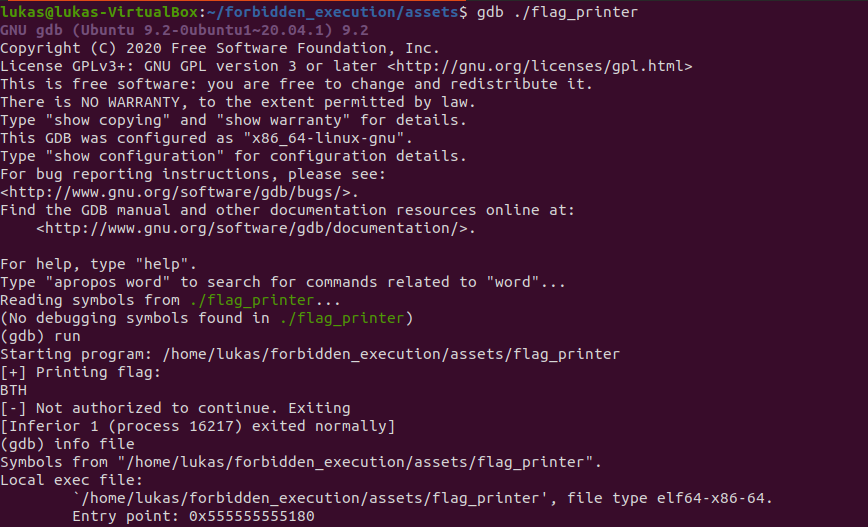 lukas@lukas-VirtualBox:~/forbidden_execution/assets$ gdb ./flag_printer
GNU gdb (Ubuntu 9.2-0ubuntu1~20.04.1) 9.2
Copyright (C) 2020 Free Software Foundation, Inc.
License GPLv3+: GNU GPL version 3 or later <http://gnu.org/licenses/gpl.html>
This is free software: you are free to change and redistribute it.
There is NO WARRANTY, to the extent permitted by law.
Type "show copying" and "show warranty" for details.
This GDB was configured as "x86_64-linux-gnu".
Type "show configuration" for configuration details.
For bug reporting instructions, please see:
<http://www.gnu.org/software/gdb/bugs/>.
Find the GDB manual and other documentation resources online at:
    <http://www.gnu.org/software/gdb/documentation/>.

For help, type "help".
Type "apropos word" to search for commands related to "word"...
Reading symbols from ./flag_printer...
(No debugging symbols found in ./flag_printer)
(gdb) run
Starting program: /home/lukas/forbidden_execution/assets/flag_printer
[+] Printing flag:
BTH
[-] Not authorized to continue. Exiting
[Inferior 1 (process 16217) exited normally]
(gdb) info file
Symbols from "/home/lukas/forbidden_execution/assets/flag_printer".
Local exec file:
        `/home/lukas/forbidden_execution/assets/flag_printer', file type elf64-x86-64.
        Entry point: 0x555555555180